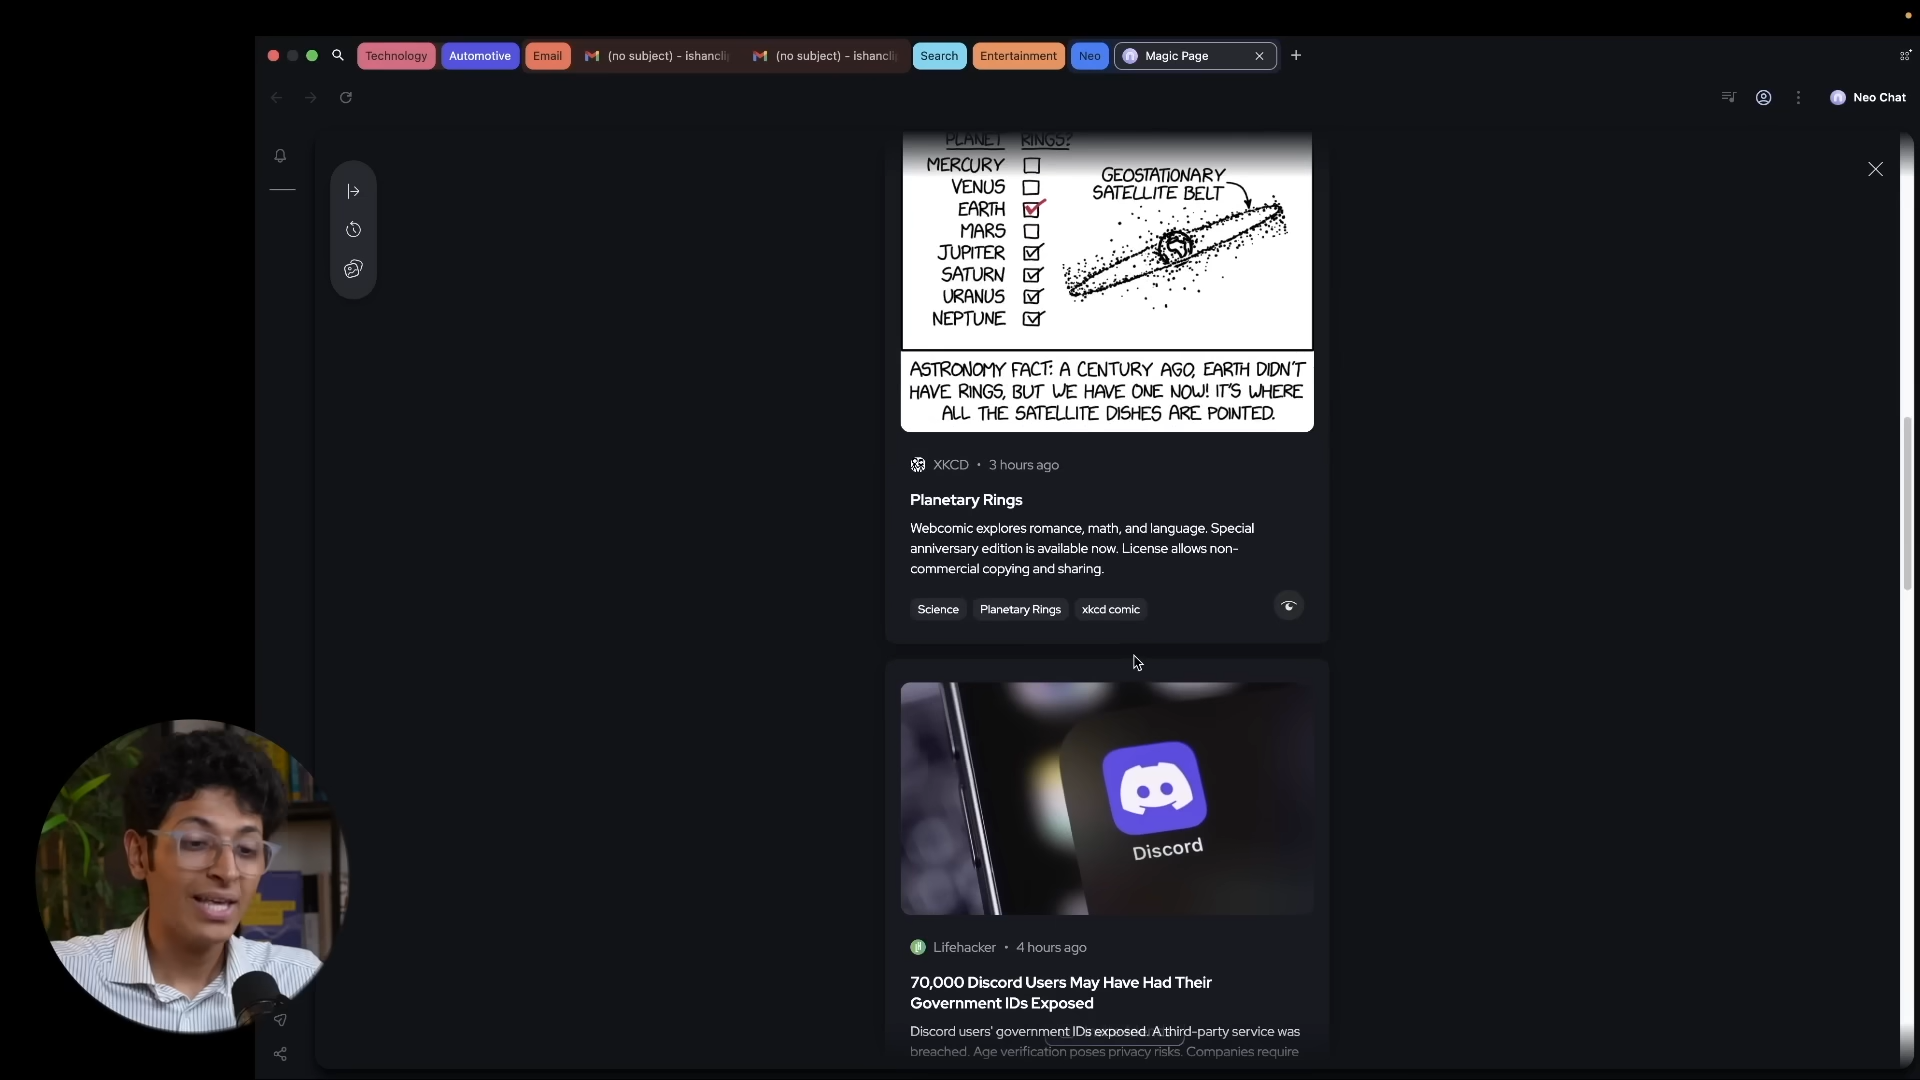 Technology
Automotive
Email
(no subject) - ishancli
(no subject) - ishancli
Search
Entertainment
Neo
Magic Page
Neo Chat
PLANET RINGS?
MERCURY
VENUS
EARTH
MARS
JUPITER
SATURN
URANUS
NEPTUNE
GEOSTATIONARY
SATELLITE BELT
ASTRONOMY FACT: A CENTURY AGO, EARTH DIDN'T
HAVE RINGS, BUT WE HAVE ONE NOW! IT'S WHERE
ALL THE SATELLITE DISHES ARE POINTED.
XKCD • 3 hours ago
Planetary Rings
Webcomic explores romance, math, and language. Special
anniversary edition is available now. License allows non-
commercial copying and sharing.
Science
Planetary Rings
xkcd comic
Discord
Lifehacker • 4 hours ago
70,000 Discord Users May Have Had Their
Government IDs Exposed
Discord users' government IDs exposed. A third-party service was
breached. Age verification poses privacy risks. Companies require